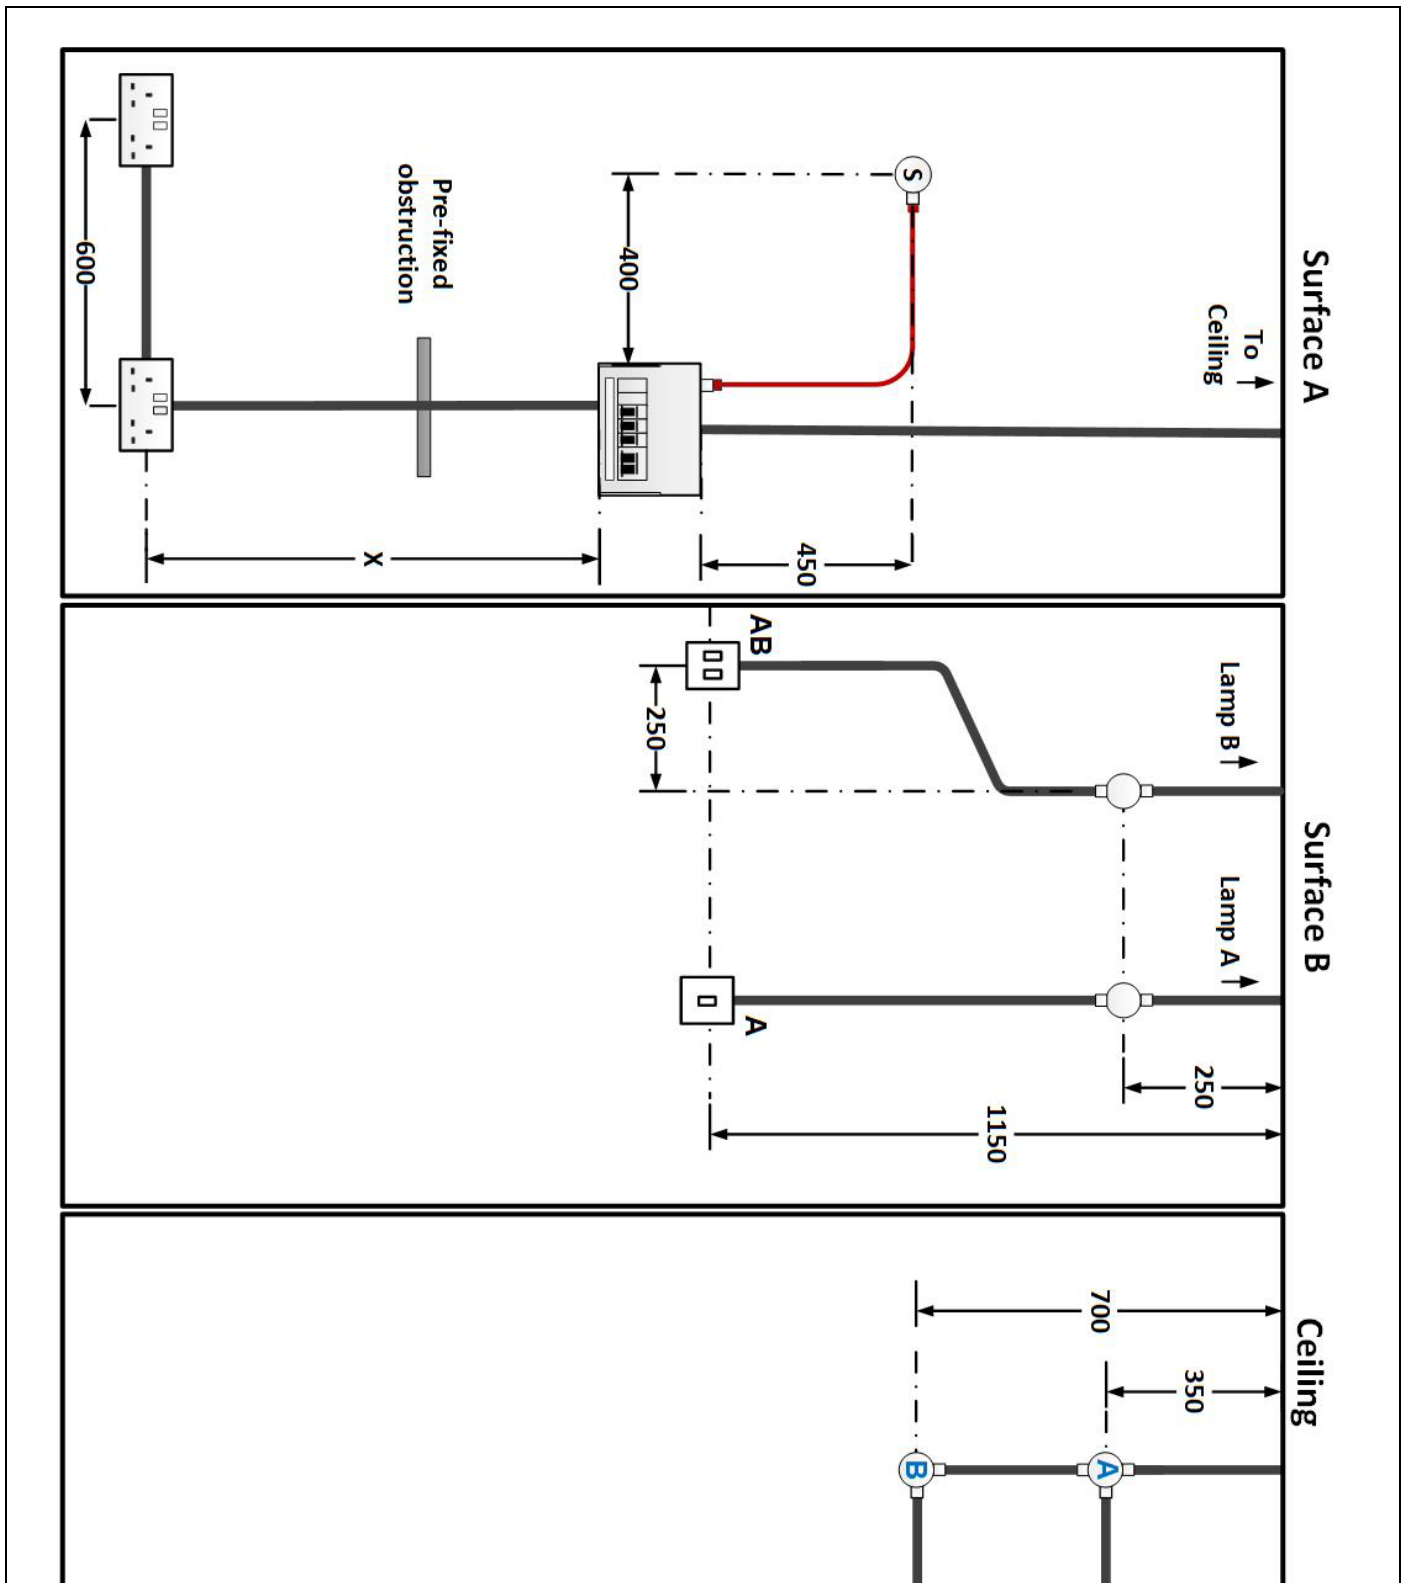 Surface A
To
Ceiling
S
400
Pre-fixed
obstruction
600
450
X
Surface B
Lamp B
Lamp A
AB
250
A
250
1150
Ceiling
700
350
B
A